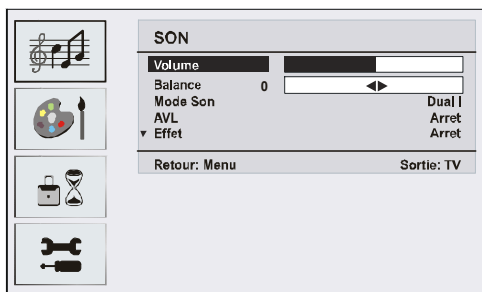 SON
Volume
Balance 0
Mode Son Dual I
AVL Arret
Effet Arret
Retour: Menu Sortie: TV